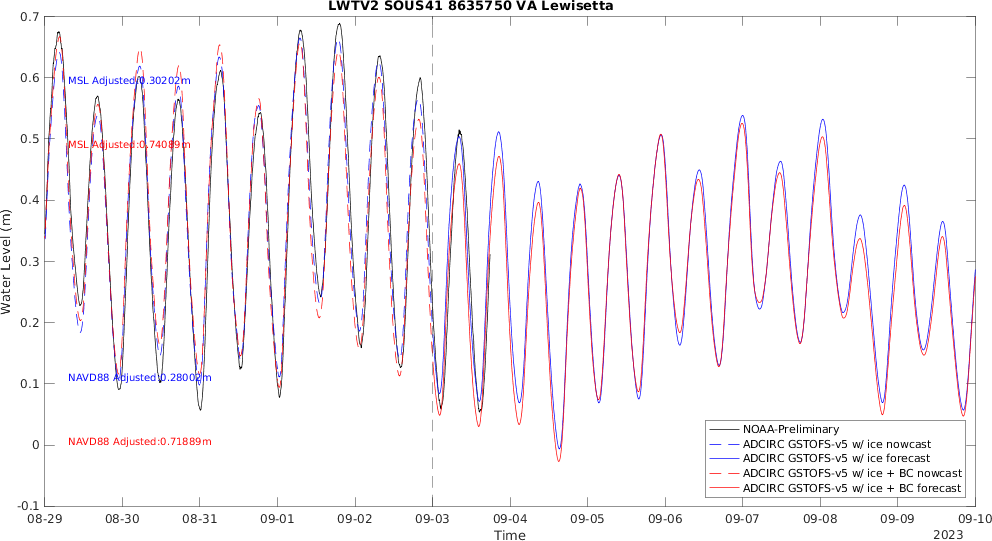 LWTV2 SOUS41 8635750 VA Lewisetta
0.7
0.6
0.5
0.4
0.3
0.2
0.1
0
-0.1
Water Level (m)
MSL Adjusted:0.30202m
MSL Adjusted:0.74089m
NAVD88 Adjusted:0.28002m
NAVD88 Adjusted:0.71889m
NOAA-Preliminary
ADCIRC GSTOFS-v5 w/ ice nowcast
ADCIRC GSTOFS-v5 w/ ice forecast
ADCIRC GSTOFS-v5 w/ ice + BC nowcast
ADCIRC GSTOFS-v5 w/ ice + BC forecast
08-29 08-30 08-31 09-01 09-02 09-03 09-04 09-05 09-06 09-07 09-08 09-09 09-10
Time
2023